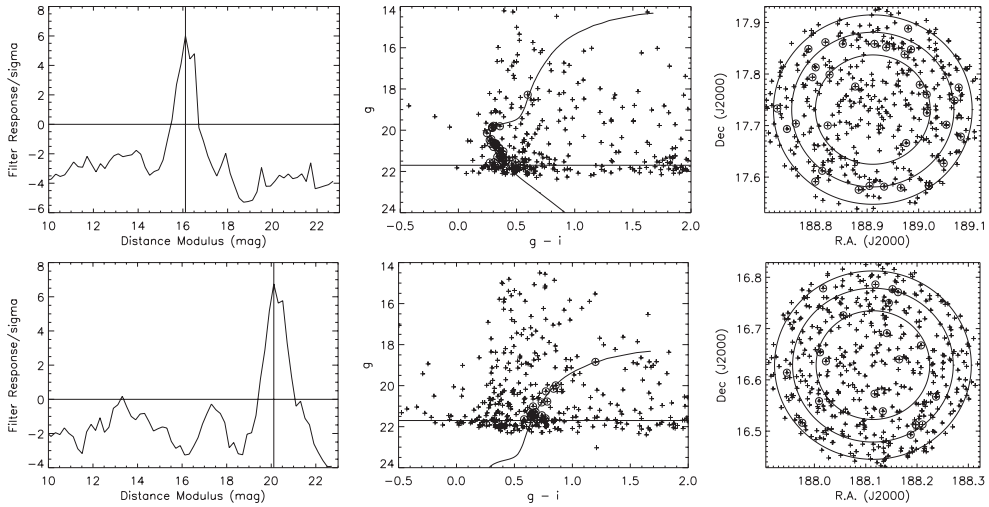 8
6
4
2
0
-2
-4
-6
10 12 14 16 18 20 22
Distance Modulus (mag)
Filter Response/sigma
14
16
18
20
22
24
-0.5 0.0 0.5 1.0 1.5 2.0
g - i
g
17.9
17.8
17.7
17.6
188.8 188.9 189.0 189.1
R.A. (J2000)
Dec (J2000)
8
6
4
2
0
-2
-4
10 12 14 16 18 20 22
Distance Modulus (mag)
Filter Response/sigma
14
16
18
20
22
24
-0.5 0.0 0.5 1.0 1.5 2.0
g - i
g
16.8
16.7
16.6
16.5
188.0 188.1 188.2 188.3
R.A. (J2000)
Dec (J2000)